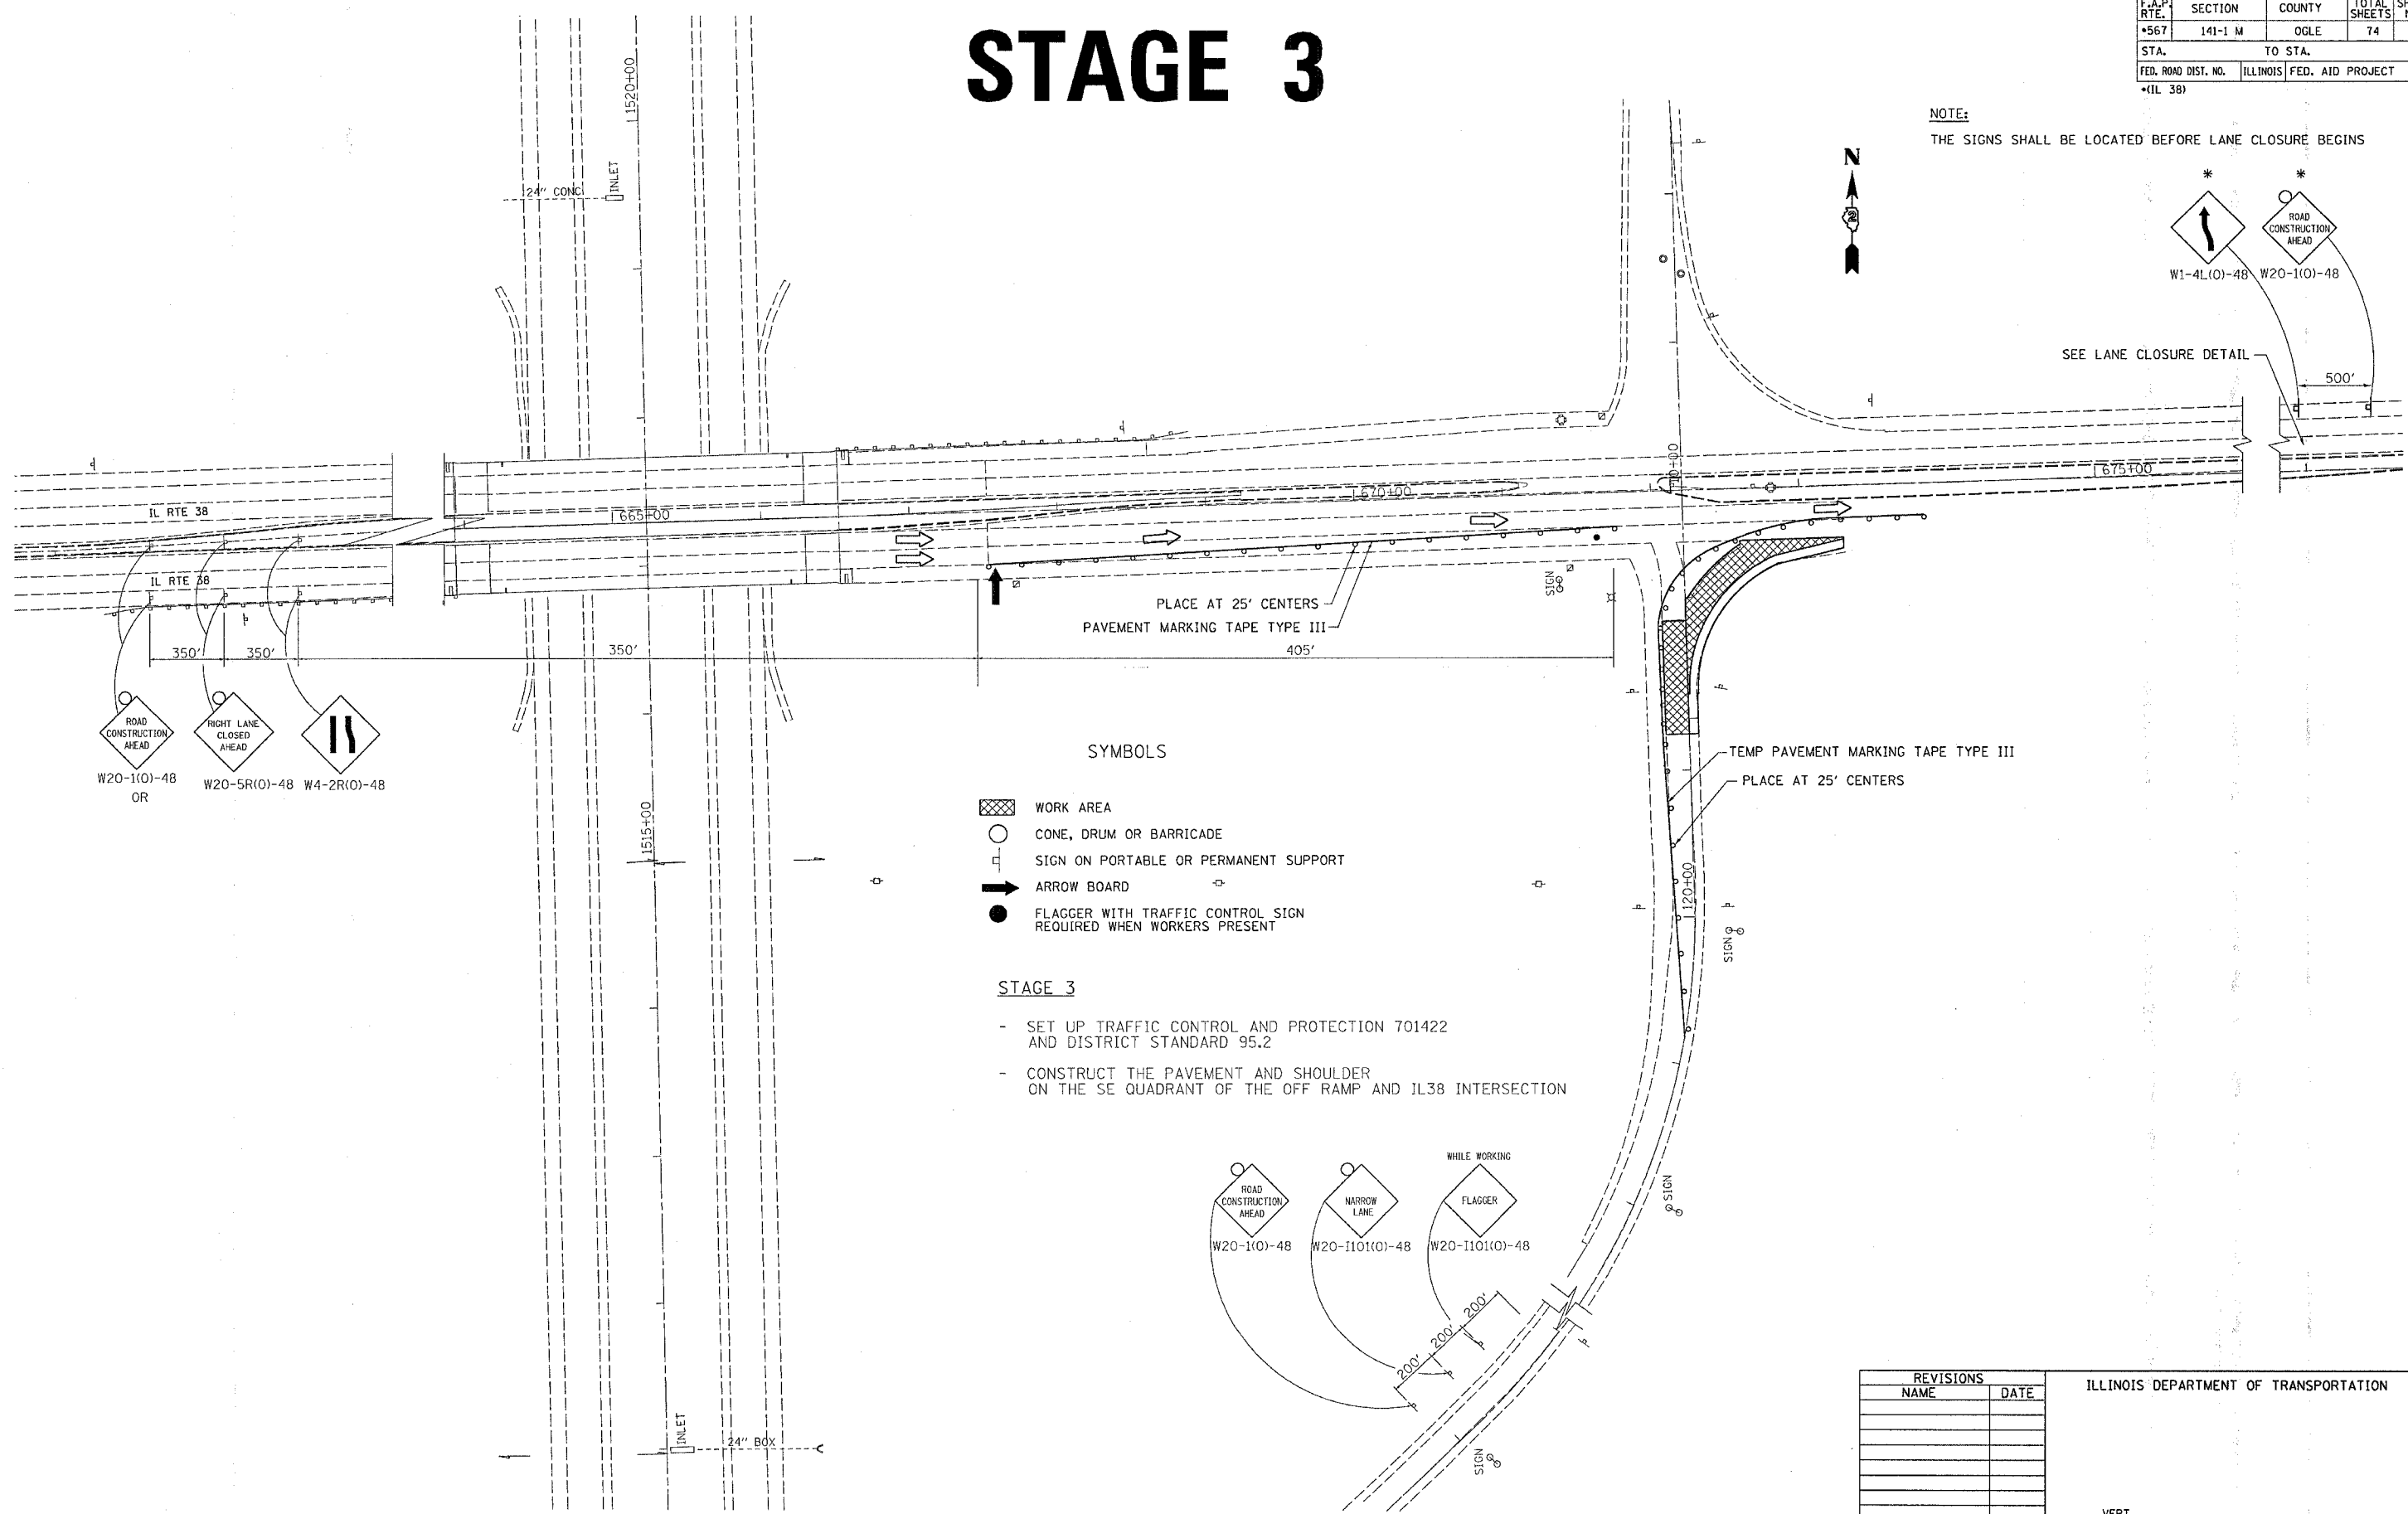 STAGE 3
F.A.P. RTE. SECTION COUNTY TOTAL SHEETS
*567 141-1 M OGLE 74
STA. TO STA.
FED. ROAD DIST. NO. ILLINOIS FED. AID PROJECT
*(IL 38)
NOTE:
THE SIGNS SHALL BE LOCATED BEFORE LANE CLOSURE BEGINS
N
2
* *
ROAD
CONSTRUCTION
AHEAD
W1-4L(O)-48 W20-1(O)-48
SEE LANE CLOSURE DETAIL
500'
1520+00
24" CONC
INLET
IL RTE 38
IL RTE 38
665+00
670+00
675+00
SIGN
PLACE AT 25' CENTERS
PAVEMENT MARKING TAPE TYPE III
350' 350' 350' 405'
ROAD
CONSTRUCTION
AHEAD
W20-1(O)-48
OR
RIGHT LANE
CLOSED
AHEAD
W20-5R(O)-48
W4-2R(O)-48
1515+00
TEMP PAVEMENT MARKING TAPE TYPE III
PLACE AT 25' CENTERS
120+00
SIGN
SYMBOLS
WORK AREA
CONE, DRUM OR BARRICADE
SIGN ON PORTABLE OR PERMANENT SUPPORT
ARROW BOARD
FLAGGER WITH TRAFFIC CONTROL SIGN
REQUIRED WHEN WORKERS PRESENT
STAGE 3
- SET UP TRAFFIC CONTROL AND PROTECTION 701422
AND DISTRICT STANDARD 95.2
- CONSTRUCT THE PAVEMENT AND SHOULDER
ON THE SE QUADRANT OF THE OFF RAMP AND IL38 INTERSECTION
WHILE WORKING
ROAD
CONSTRUCTION
AHEAD
W20-1(O)-48
NARROW
LANE
W20-I101(O)-48
FLAGGER
W20-I101(O)-48
SIGN
200' 200' 200'
SIGN
INLET
24" BOX
REVISIONS
NAME DATE
ILLINOIS DEPARTMENT OF TRANSPORTATION